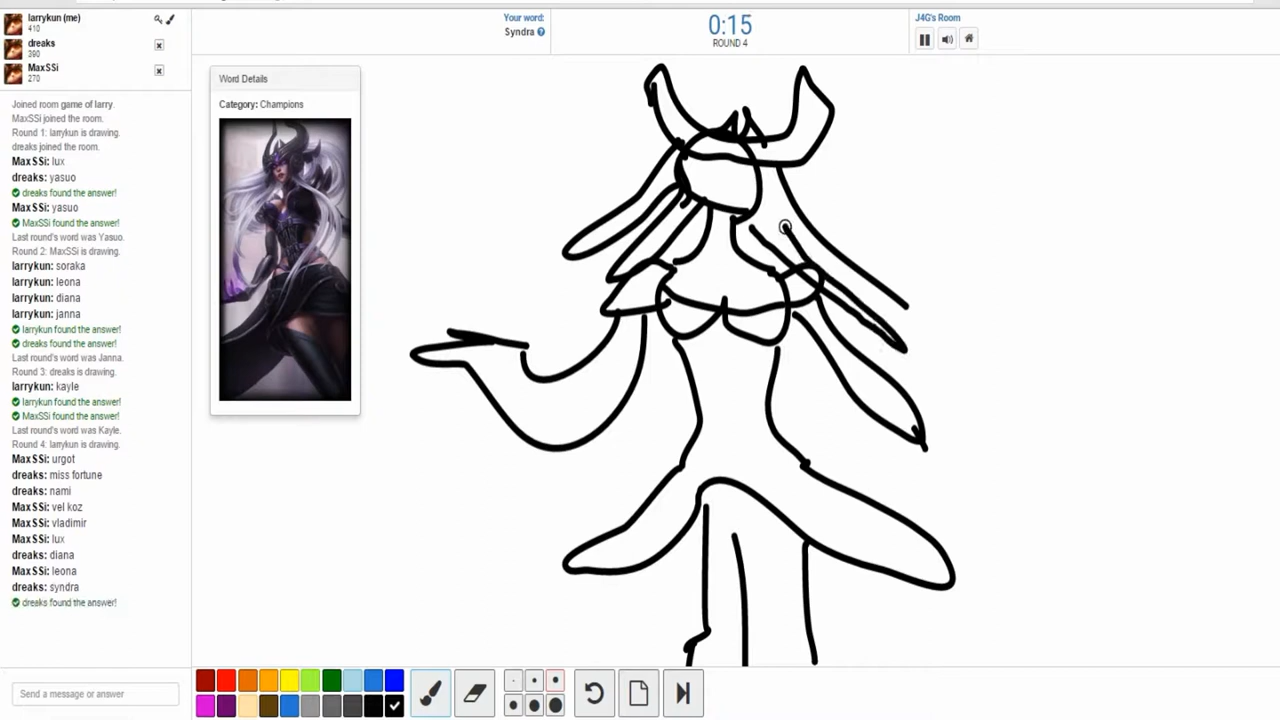 larrykun (me)
410
dreaks
390
MaxSSi
270
Your word:
Syndra
0:15
ROUND 4
J4G's Room
Joined room game of larry.
MaxSSi joined the room.
Round 1: larrykun is drawing.
dreaks joined the room.
MaxSSi: lux
dreaks: yasuo
dreaks found the answer!
MaxSSi: yasuo
MaxSSi found the answer!
Last round's word was Yasuo.
Round 2: MaxSSi is drawing.
larrykun: soraka
larrykun: leona
larrykun: diana
larrykun: janna
larrykun found the answer!
dreaks found the answer!
Last round's word was Janna.
Round 3: dreaks is drawing.
larrykun: kayle
larrykun found the answer!
MaxSSi found the answer!
Last round's word was Kayle.
Round 4: larrykun is drawing.
MaxSSi: urgot
dreaks: miss fortune
dreaks: nami
MaxSSi: vel koz
MaxSSi: vladimir
MaxSSi: lux
dreaks: diana
MaxSSi: leona
dreaks: syndra
dreaks found the answer!
Send a message or answer
Word Details
Category: Champions